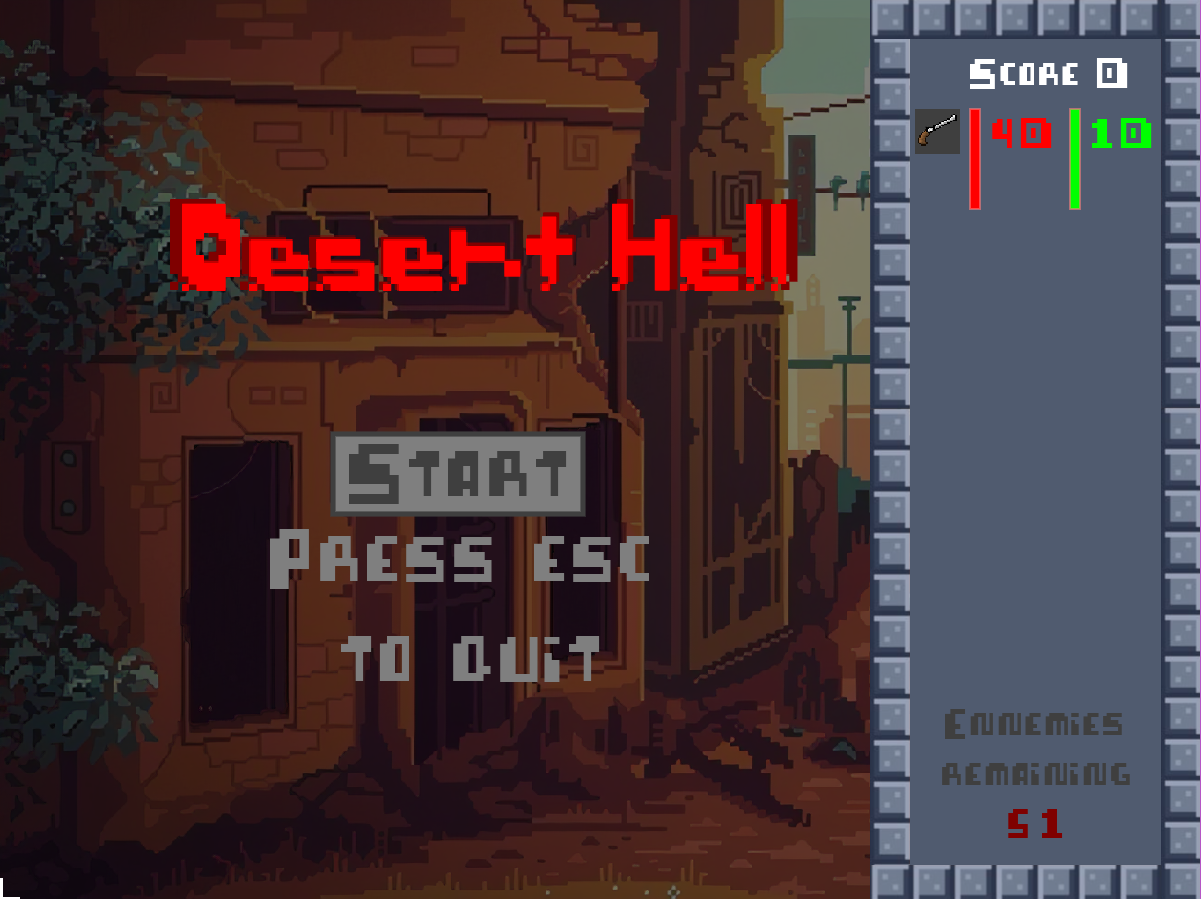 Desert Hell
Start
Press esc
to quit
Score 0
40 10
Ennemies
remaining
51